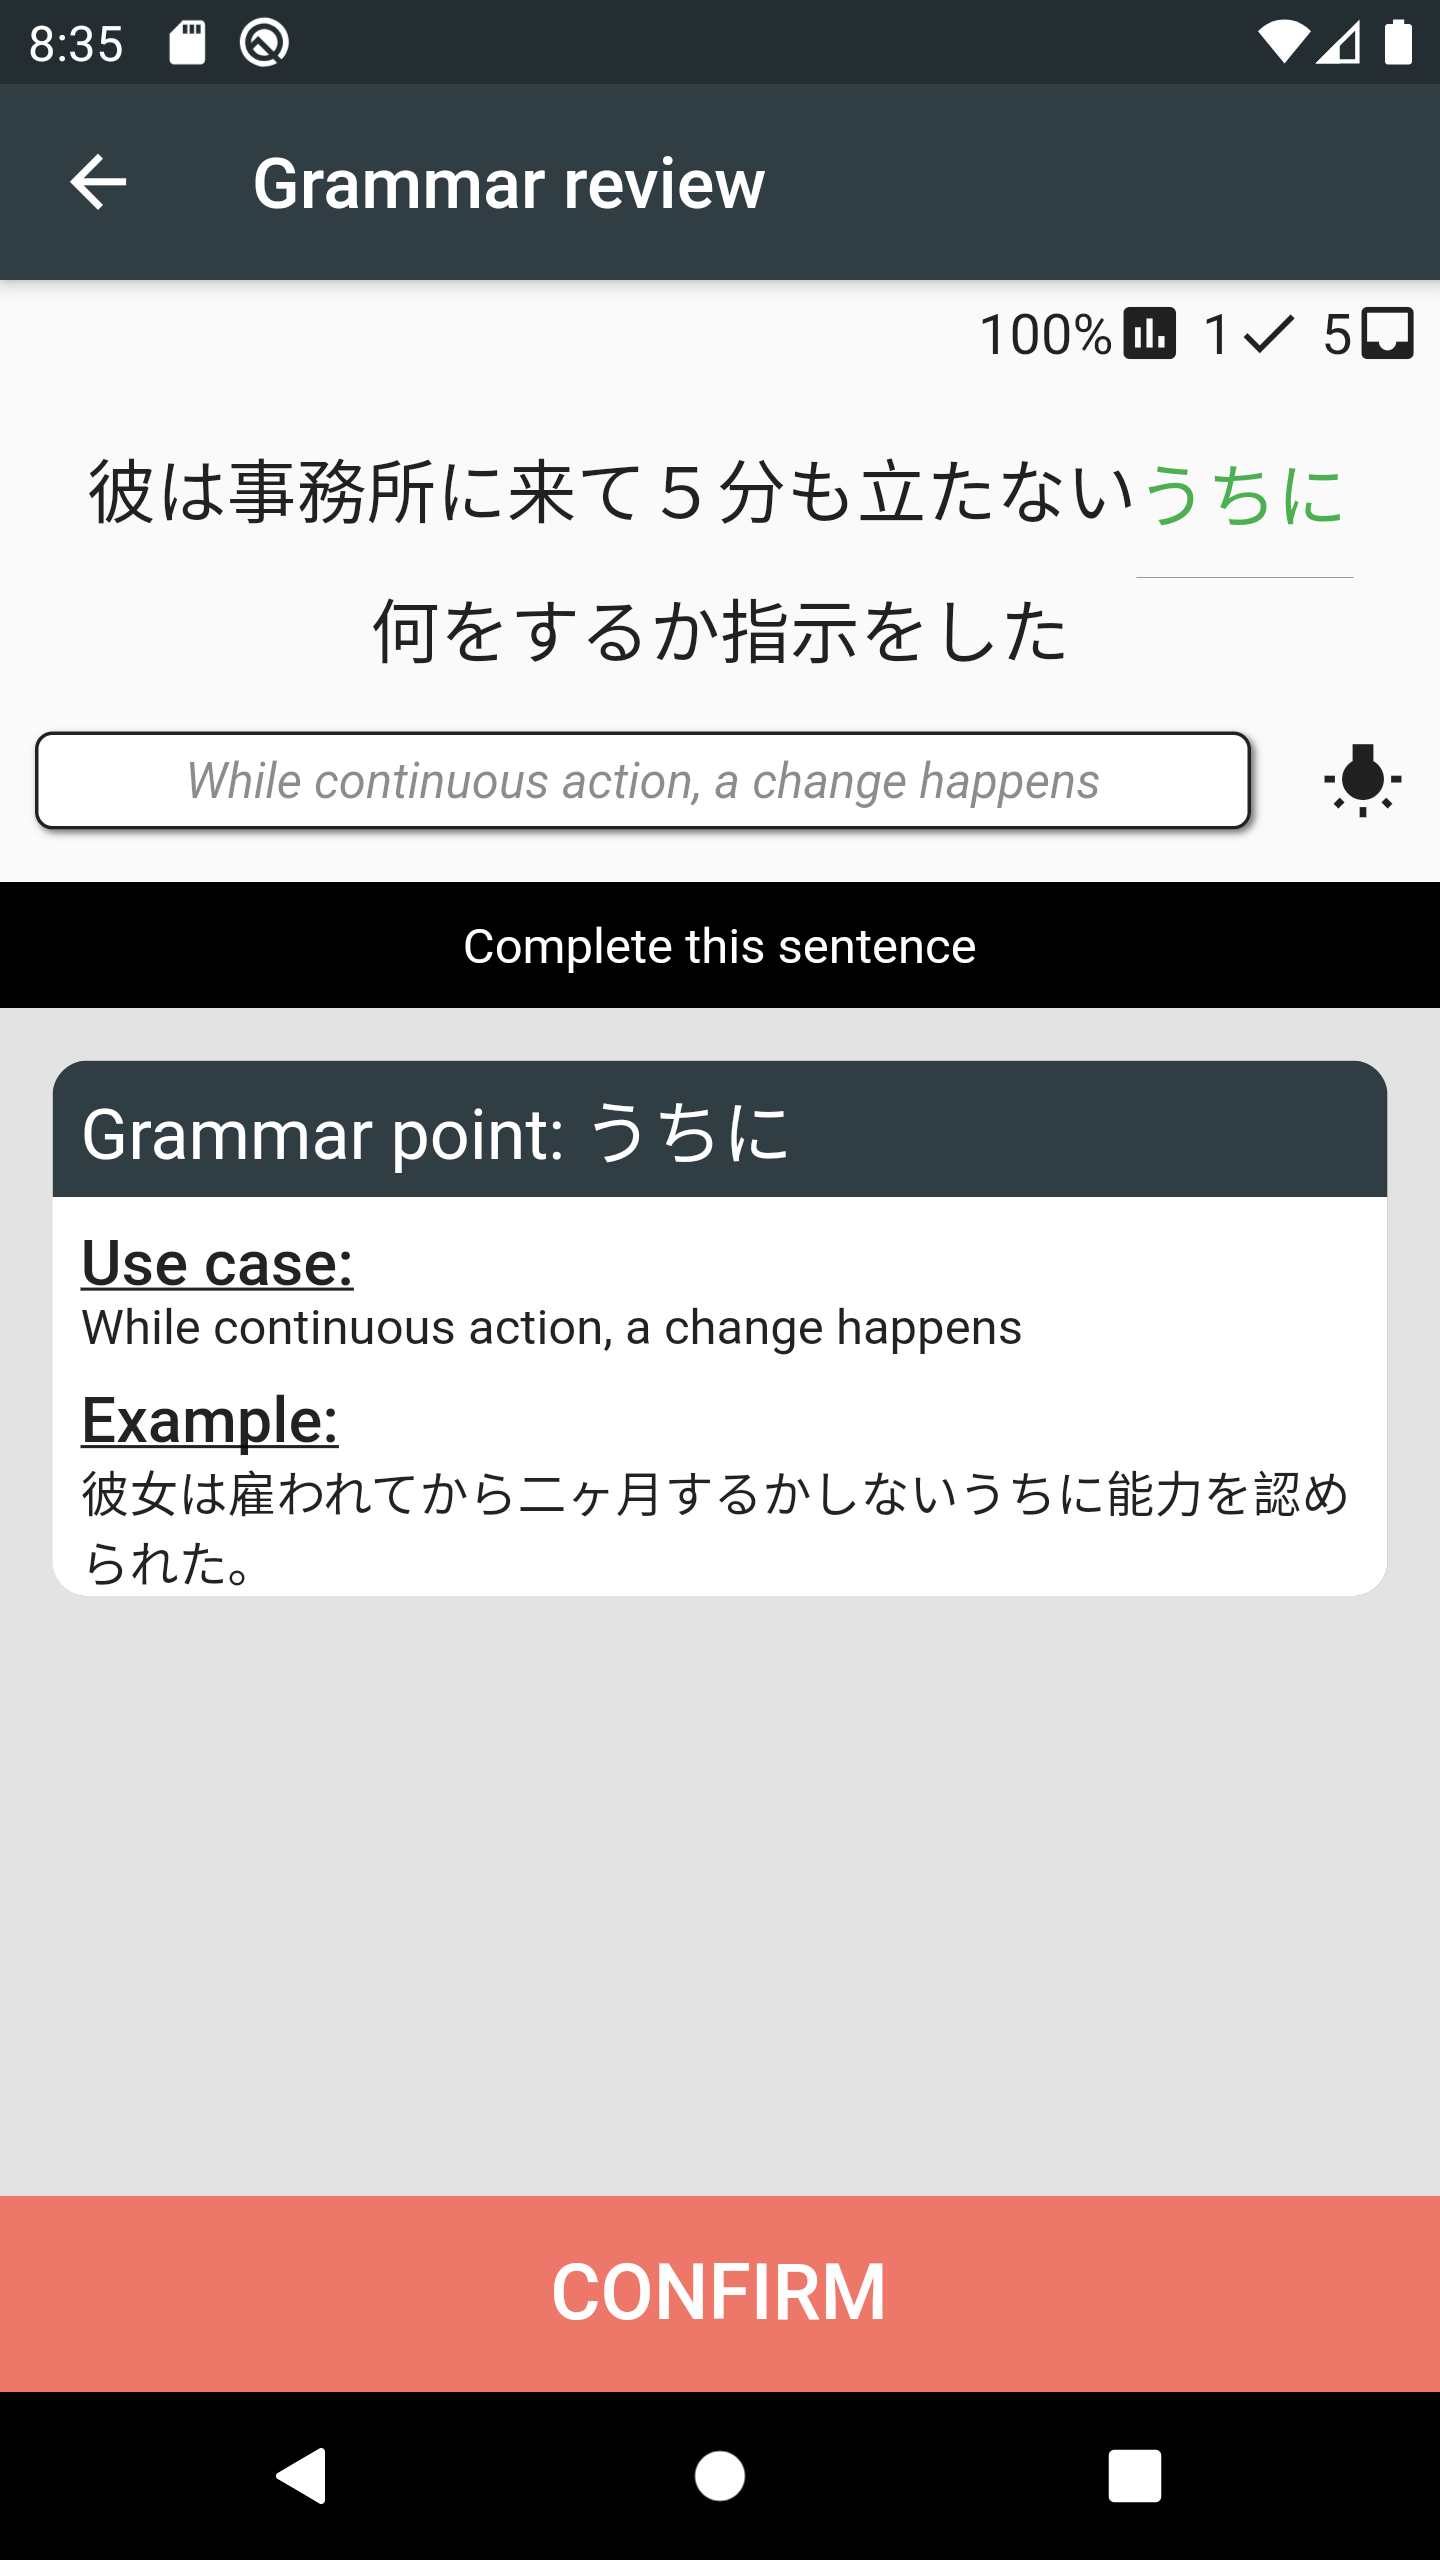 8:35
Grammar review
100% 1 5
彼は事務所に来て５分も立たないうちに
何をするか指示をした
While continuous action, a change happens
Complete this sentence
Grammar point: うちに
Use case:
While continuous action, a change happens
Example:
彼女は雇われてから二ヶ月するかしないうちに能力を認め
られた。
CONFIRM